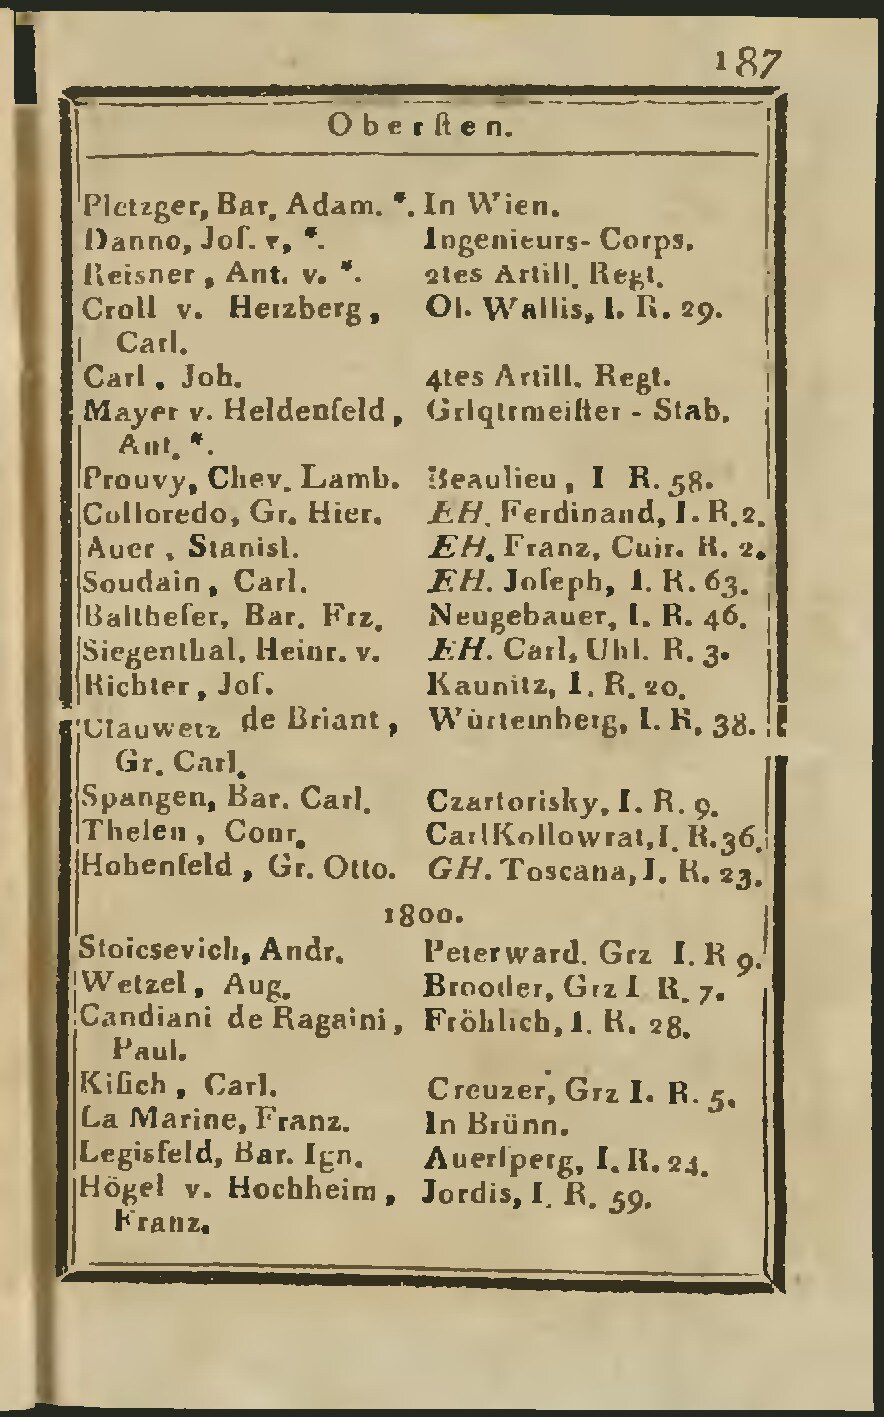 187
Oberſten.
Pletzger, Bar. Adam. *. In Wien.
Danno, Joſ. v. *. Ingenieurs- Corps.
Reisner, Ant. v. *. 2tes Artill. Regt.
Croll v. Herzberg, Ol. Wallis, I. R. 29.
Carl.
Carl, Joh. 4tes Artill. Regt.
Mayer v. Heldenfeld, Grlqtrmeiſter - Stab.
Ant. *.
Prouvy, Chev. Lamb. Beaulieu, I R. 58.
Colloredo, Gr. Hier. EH. Ferdinand, I. R. 2.
Auer, Stanisl. EH. Franz, Cuir. R. 2.
Soudain, Carl. EH. Joſeph, I. R. 63.
Baltheſer, Bar. Frz. Neugebauer, I. R. 46.
Siegenthal, Heinr. v. EH. Carl, Uhl. R. 3.
Richter, Joſ. Kaunitz, I. R. 20.
Clauwetz de Briant, Würtemberg, I. R. 38.
Gr. Carl.
Spangen, Bar. Carl. Czartorisky, I. R. 9.
Thelen, Conr. Carl Kollowrat, I. R. 36.
Hohenfeld, Gr. Otto. GH. Toscana, I. R. 23.
1800.
Stoicsevich, Andr. Peterward. Grz I. R 9.
Wetzel, Aug. Brooder, Grz I R. 7.
Candiani de Ragaini, Fröhlich, I. R. 28.
Paul.
Kiſich, Carl. Creuzer, Grz I. R. 5.
La Marine, Franz. In Brünn.
Legisfeld, Bar. Ign. Auerſperg, I. R. 24.
Högel v. Hochheim, Jordis, I. R. 59.
Franz.